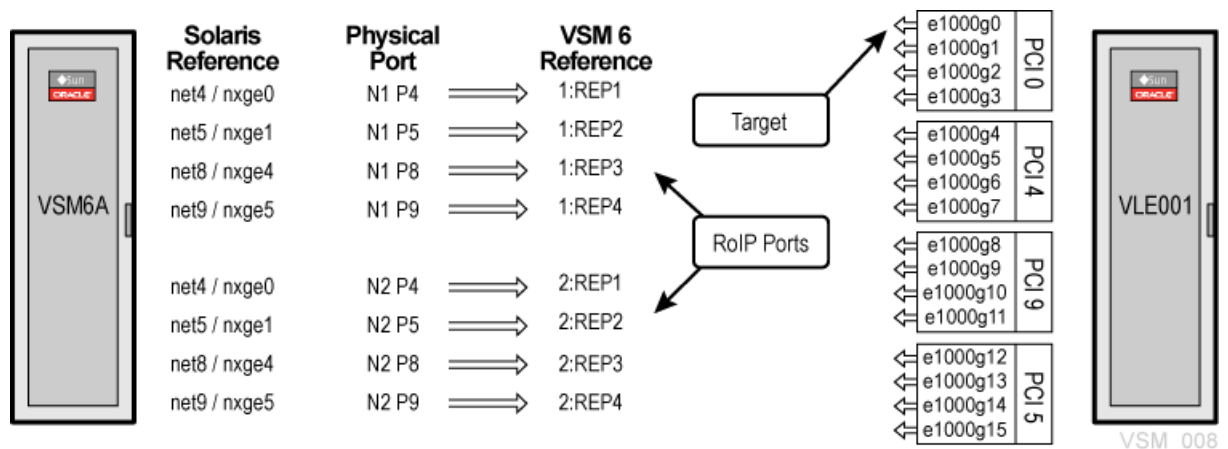 Sun
ORACLE
VSM6A
Solaris Reference
Physical Port
VSM 6 Reference
net4 / nxge0 N1 P4 1:REP1
net5 / nxge1 N1 P5 1:REP2
net8 / nxge4 N1 P8 1:REP3
net9 / nxge5 N1 P9 1:REP4
net4 / nxge0 N2 P4 2:REP1
net5 / nxge1 N2 P5 2:REP2
net8 / nxge4 N2 P8 2:REP3
net9 / nxge5 N2 P9 2:REP4
Target
RoIP Ports
e1000g0
e1000g1
e1000g2
e1000g3
PCI 0
e1000g4
e1000g5
e1000g6
e1000g7
PCI 4
e1000g8
e1000g9
e1000g10
e1000g11
PCI 9
e1000g12
e1000g13
e1000g14
e1000g15
PCI 5
Sun
ORACLE
VLE001
VSM_008